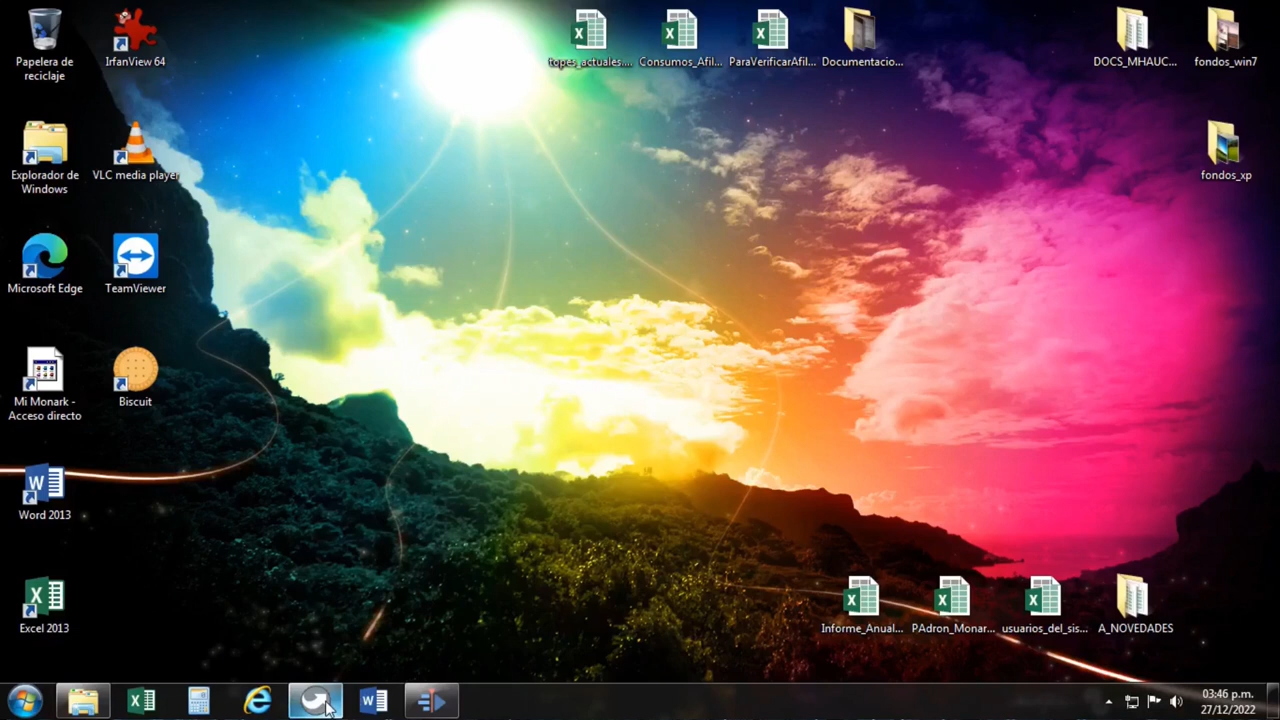 Papelera de
reciclaje
IrfanView 64
topes_actuales....
Consumos_Afil...
ParaVerificarAfil...
Documentacio...
DOCS_MHAUC...
fondos_win7
Explorador de
Windows
VLC media player
fondos_xp
Microsoft Edge
TeamViewer
Mi Monark -
Acceso directo
Biscuit
Word 2013
Excel 2013
Informe_Anual...
PAdron_Monar...
usuarios_del_sis...
A_NOVEDADES
03:46 p.m.
27/12/2022